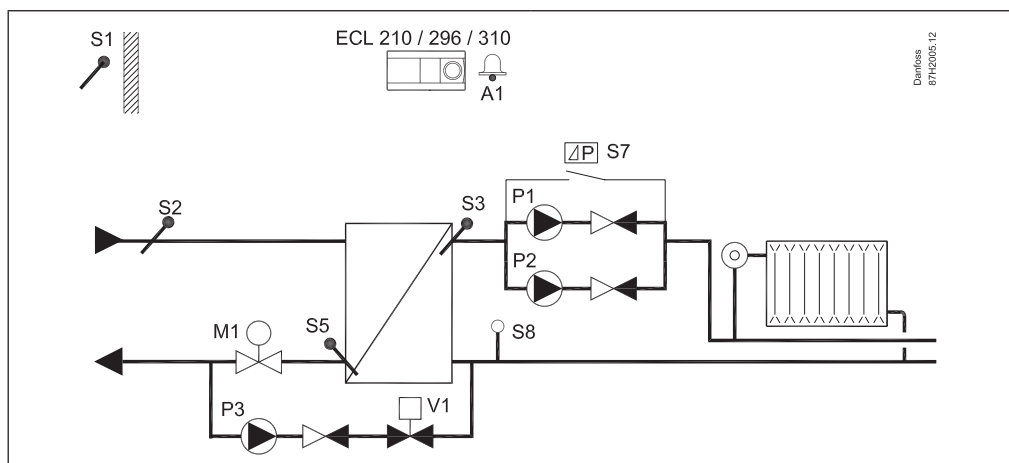 S1
ECL 210 / 296 / 310
A1
Danfoss
87H2005.12
P S7
S2
S3
P1
P2
M1
S5
S8
P3
V1